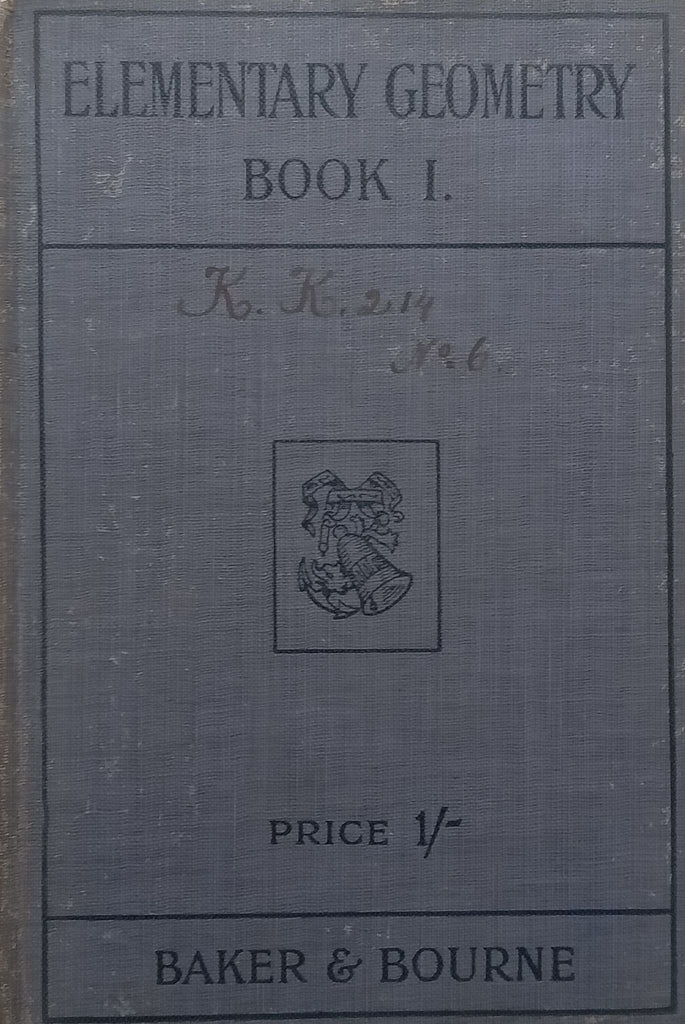 ELEMENTARY GEOMETRY
BOOK I.
K. K. 2.14
No. 6.
PRICE 1/-
BAKER & BOURNE